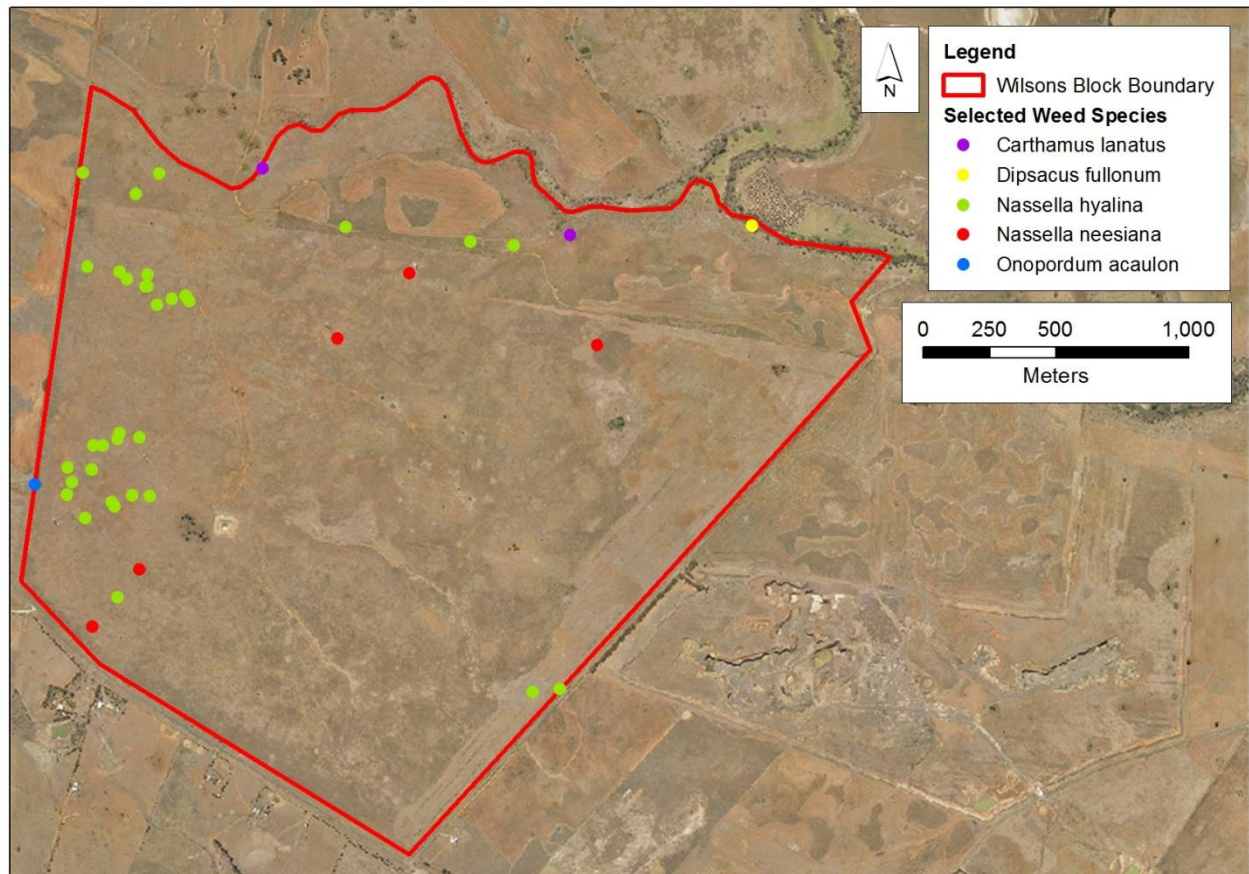 N
Legend
Wilsons Block Boundary
Selected Weed Species
Carthamus lanatus
Dipsacus fullonum
Nassella hyalina
Nassella neesiana
Onopordum acaulon
0 250 500 1,000
Meters